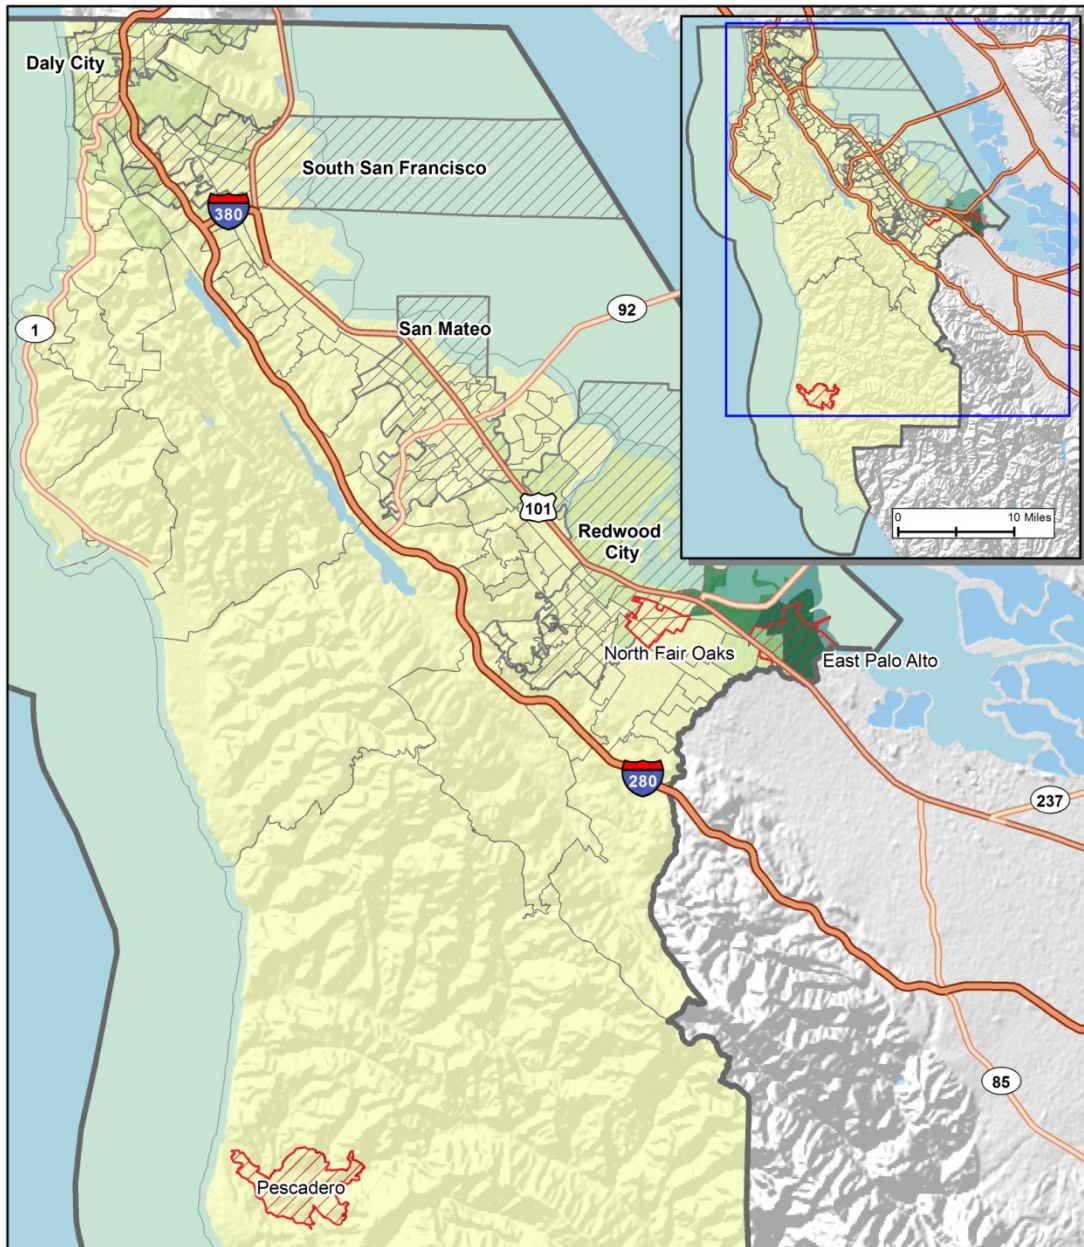 Daly City
South San Francisco
380
1
92
San Mateo
0
10 Miles
101
Redwood
City
North Fair Oaks
East Palo Alto
280
237
85
Pescadero